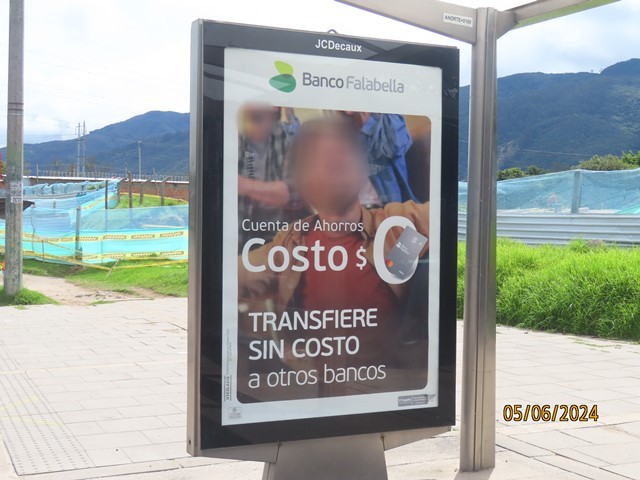 JCDecaux
Banco Falabella
Cuenta de Ahorros
Costo $0
TRANSFIERE
SIN COSTO
a otros bancos
05/06/2024